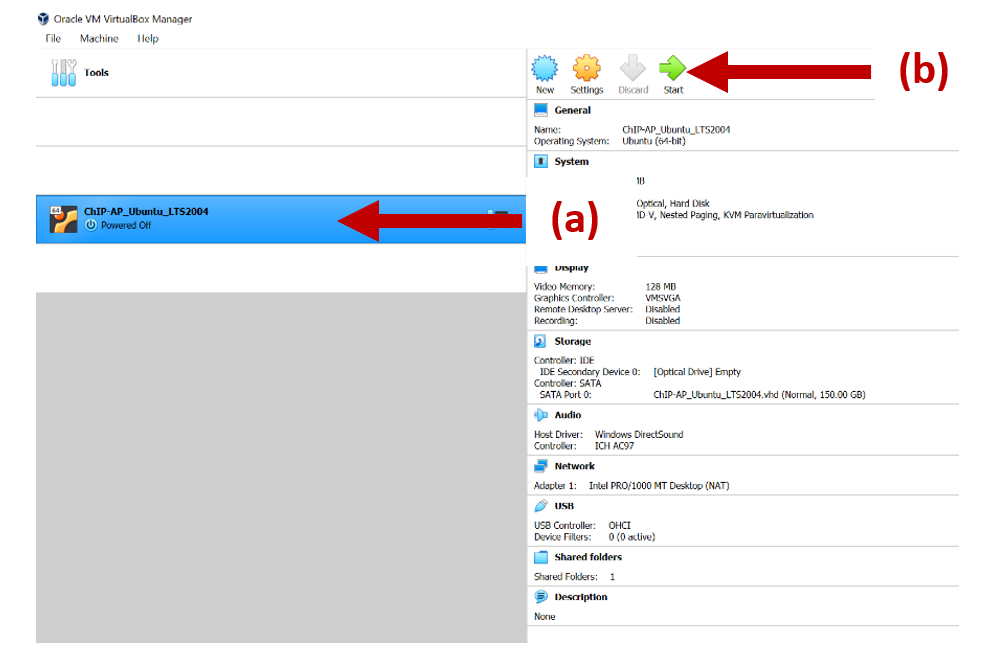 Oracle VM VirtualBox Manager
File Machine Help
Tools
New Settings Discard Start
(b)
General
Name: ChIP-AP_Ubuntu_LTS2004
Operating System: Ubuntu (64-bit)
System
Optical, Hard Disk
Nested Paging, KVM Paravirtualization
64
ChIP-AP_Ubuntu_LTS2004
Powered Off
(a)
Display
Video Memory: 128 MB
Graphics Controller: VMSVGA
Remote Desktop Server: Disabled
Recording: Disabled
Storage
Controller: IDE
IDE Secondary Device 0: [Optical Drive] Empty
Controller: SATA
SATA Port 0: ChIP-AP_Ubuntu_LTS2004.vhd (Normal, 150.00 GB)
Audio
Host Driver: Windows DirectSound
Controller: ICH AC97
Network
Adapter 1: Intel PRO/1000 MT Desktop (NAT)
USB
USB Controller: OHCI
Device Filters: 0 (0 active)
Shared folders
Shared Folders: 1
Description
None